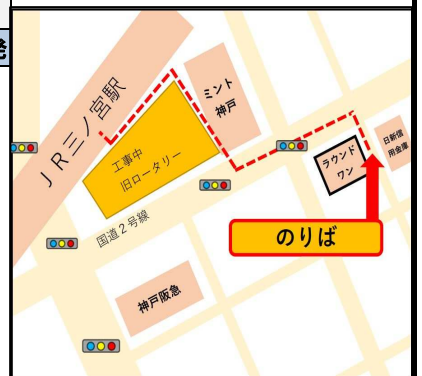 発
JR三ノ宮駅
ミント
神戸
工事中
旧ロータリー
国道2号線
神戸阪急
ラウンド
ワン
日新信
用金庫
のりば